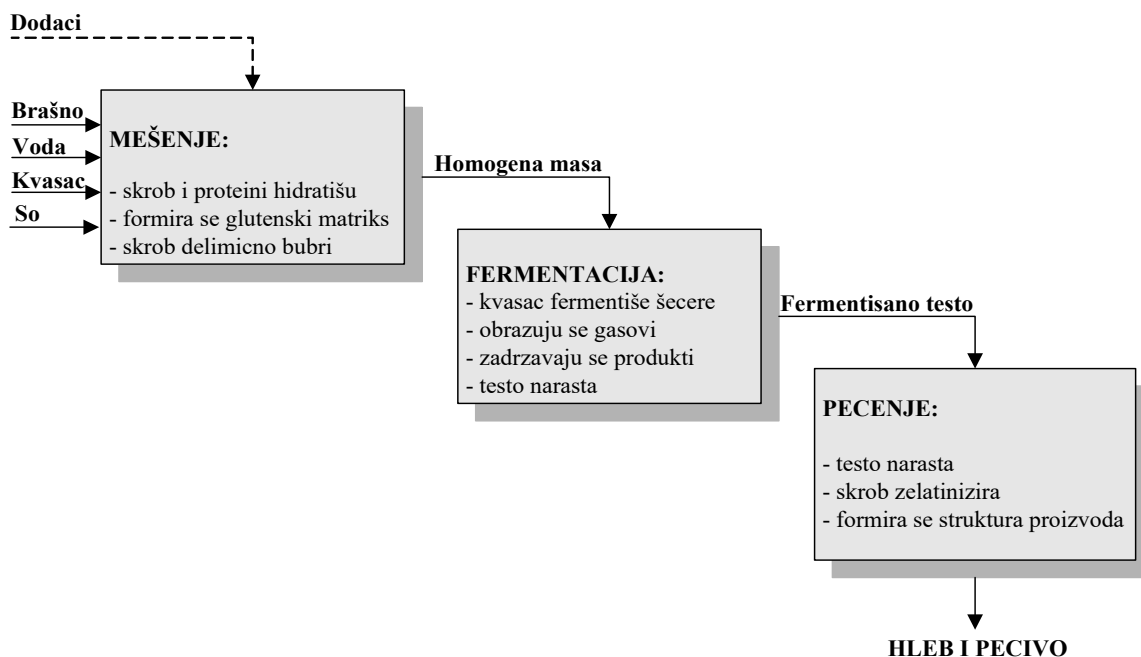 Dodaci
Brašno
Voda
Kvasac
So
MEŠENJE:
- skrob i proteini hidratišu
- formira se glutenski matriks
- skrob delimicno bubri
Homogena masa
FERMENTACIJA:
- kvasac fermentiše šecere
- obrazuju se gasovi
- zadrzavaju se produkti
- testo narasta
Fermentisano testo
PECENJE:
- testo narasta
- skrob zelatinizira
- formira se struktura proizvoda
HLEB I PECIVO